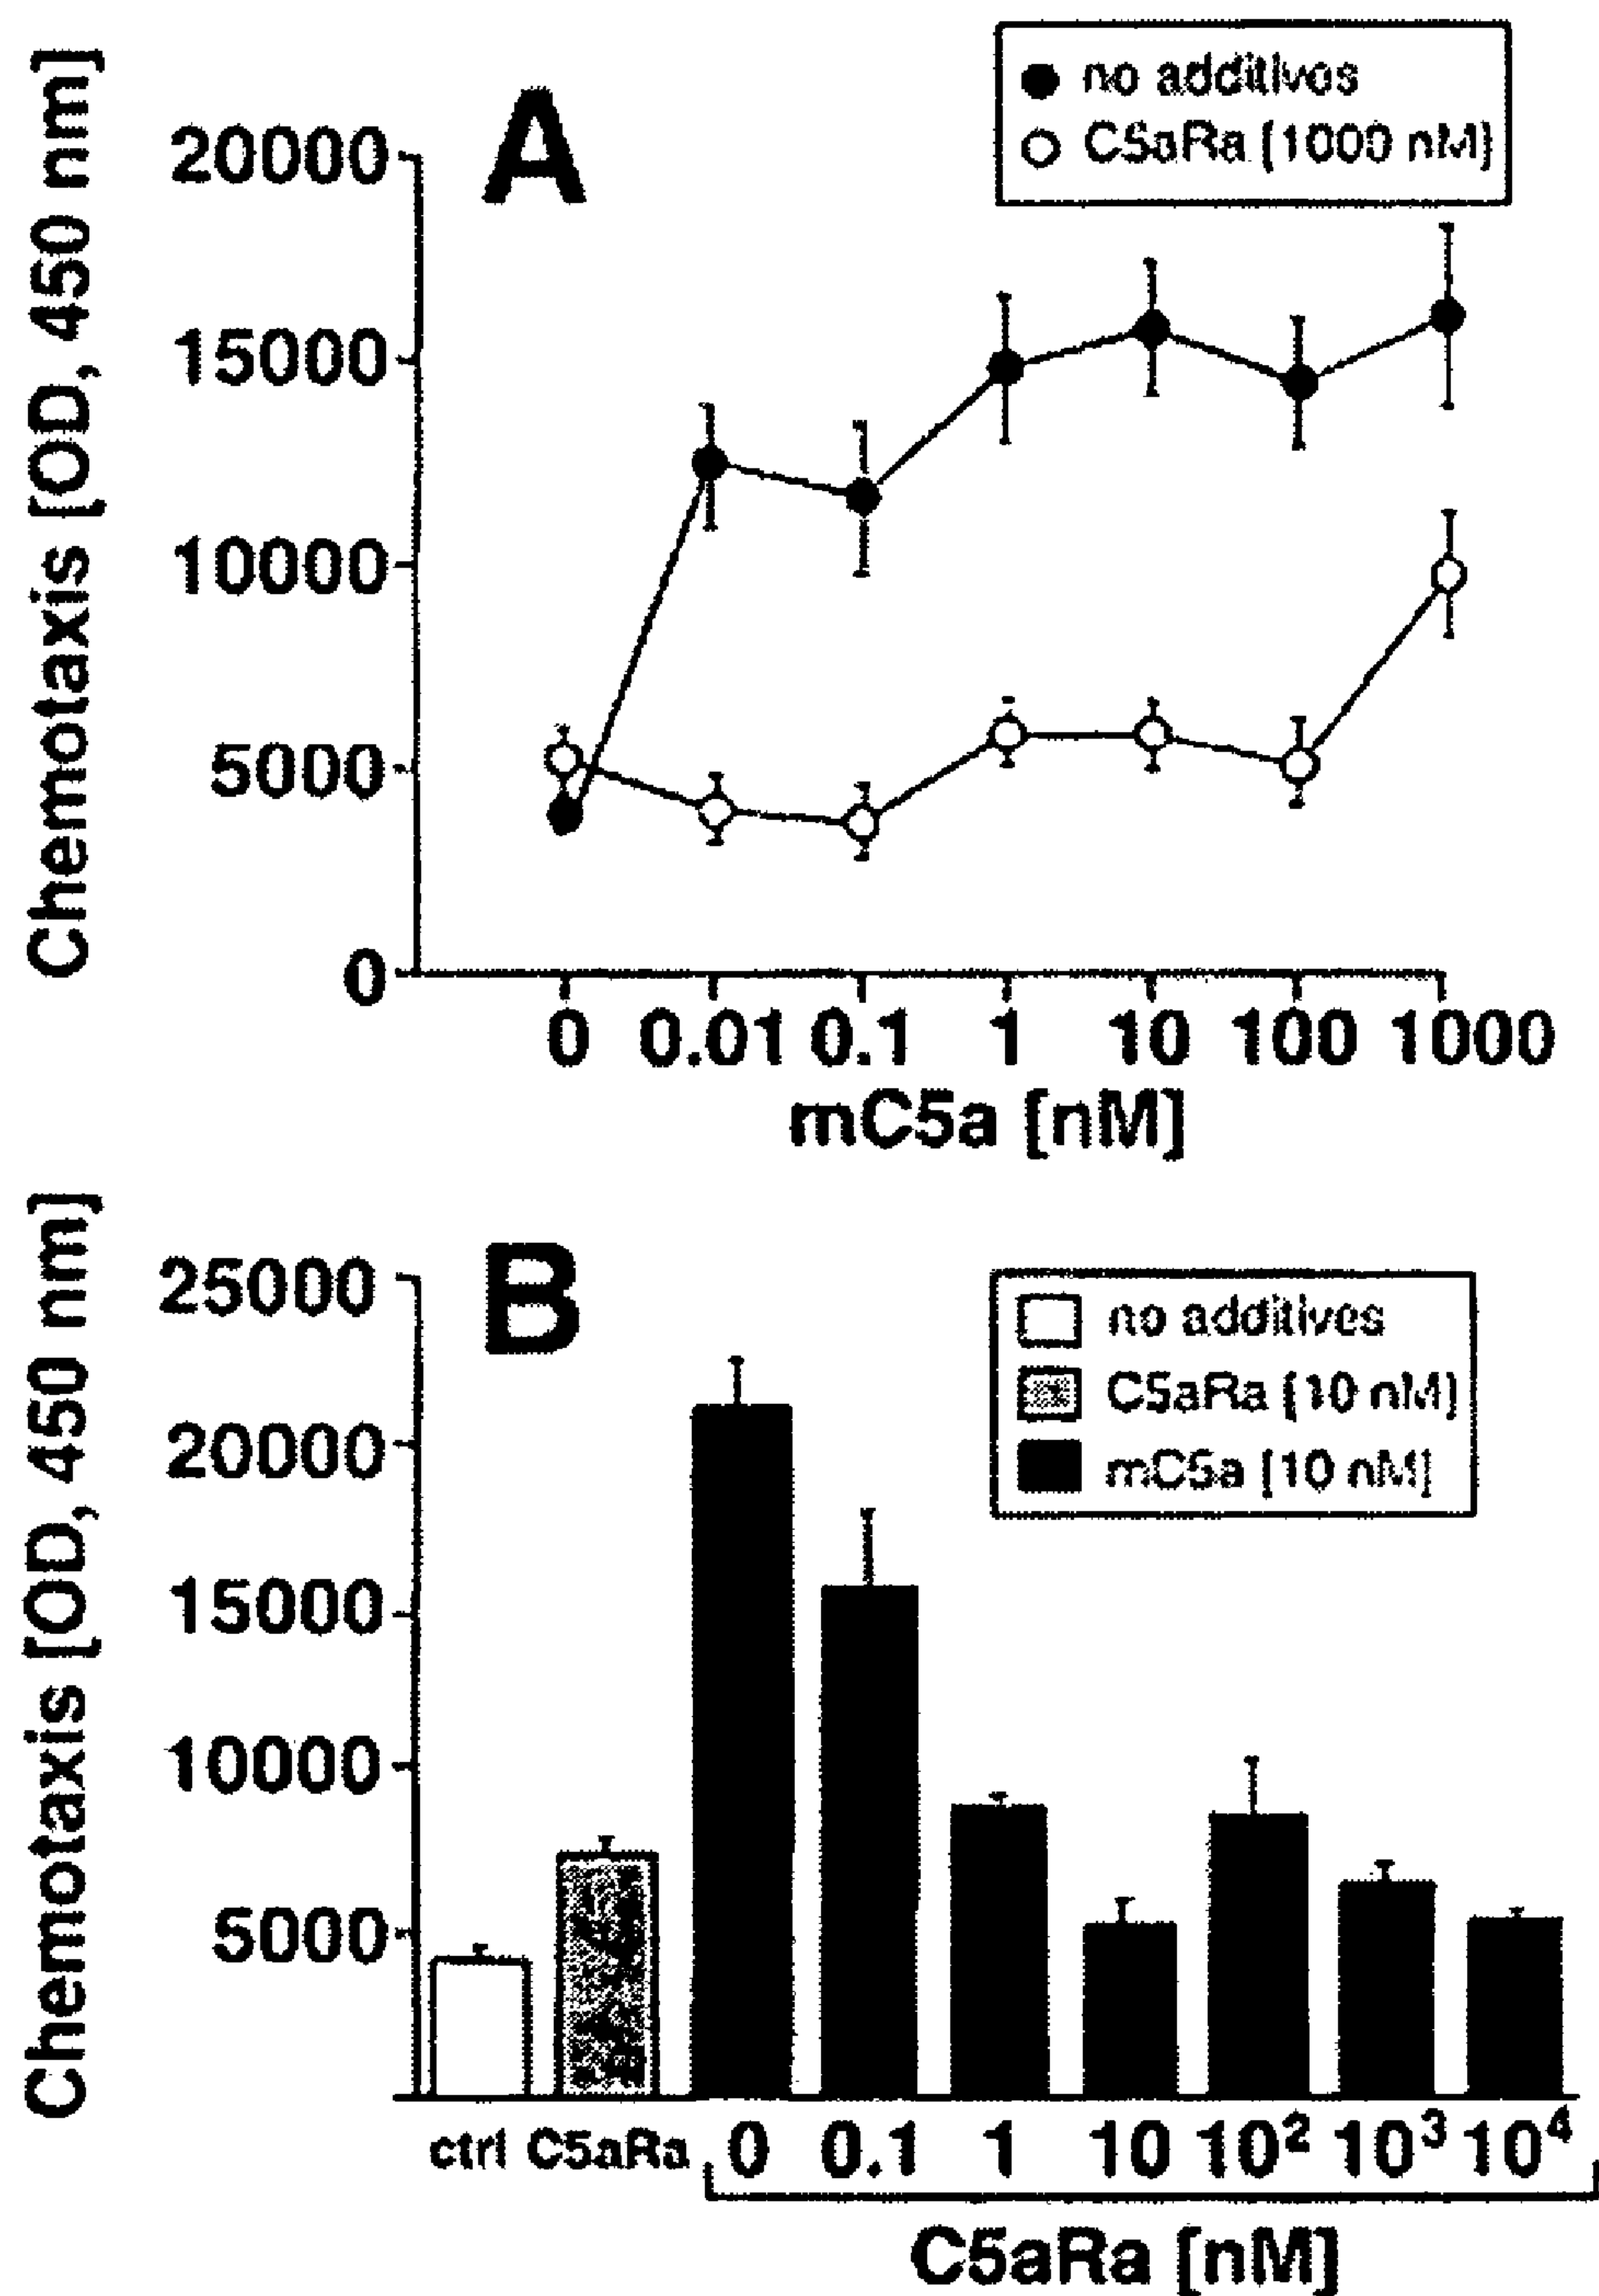 A
no additives
C5aRa [1000 nM]
Chemotaxis [OD, 450 nm]
20000
15000
10000
5000
0
0 0.01 0.1 1 10 100 1000
mC5a [nM]
B
no additives
C5aRa [10 nM]
mC5a [10 nM]
Chemotaxis [OD, 450 nm]
25000
20000
15000
10000
5000
ctrl C5aRa 0 0.1 1 10 10² 10³ 10⁴
C5aRa [nM]